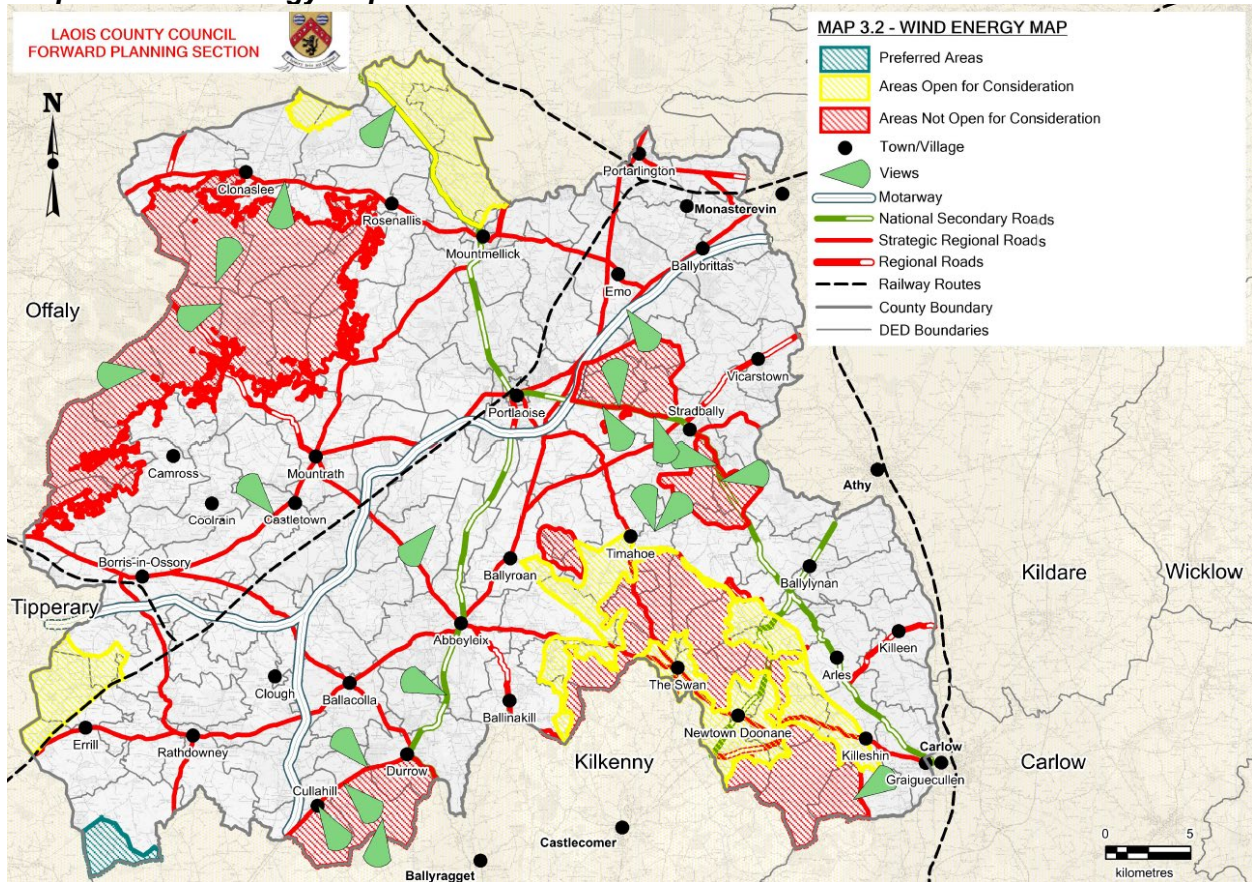 LAOIS COUNTY COUNCIL
FORWARD PLANNING SECTION
MAP 3.2 - WIND ENERGY MAP
Preferred Areas
Areas Open for Consideration
Areas Not Open for Consideration
Town/Village
Views
Motarway
National Secondary Roads
Strategic Regional Roads
Regional Roads
Railway Routes
County Boundary
DED Boundaries
N
Portarlington
Clonaslee
Monasterevin
Rosenallis
Mountmellick
Ballybrittas
Emo
Offaly
Vicarstown
Portlaoise
Stradbally
Camross
Mountrath
Athy
Coolrain
Castletown
Timahoe
Borris-in-Ossory
Ballyroan
Ballylynan
Kildare
Wicklow
Tipperary
Abbeyleix
Killeen
The Swan
Arles
Clough
Ballacolla
Ballinakill
Newtown Doonane
Errill
Rathdowney
Durrow
Killeshin
Carlow
Kilkenny
Carlow
Graiguecullen
Cullahill
Castlecomer
0 5
kilometres
Ballyragget